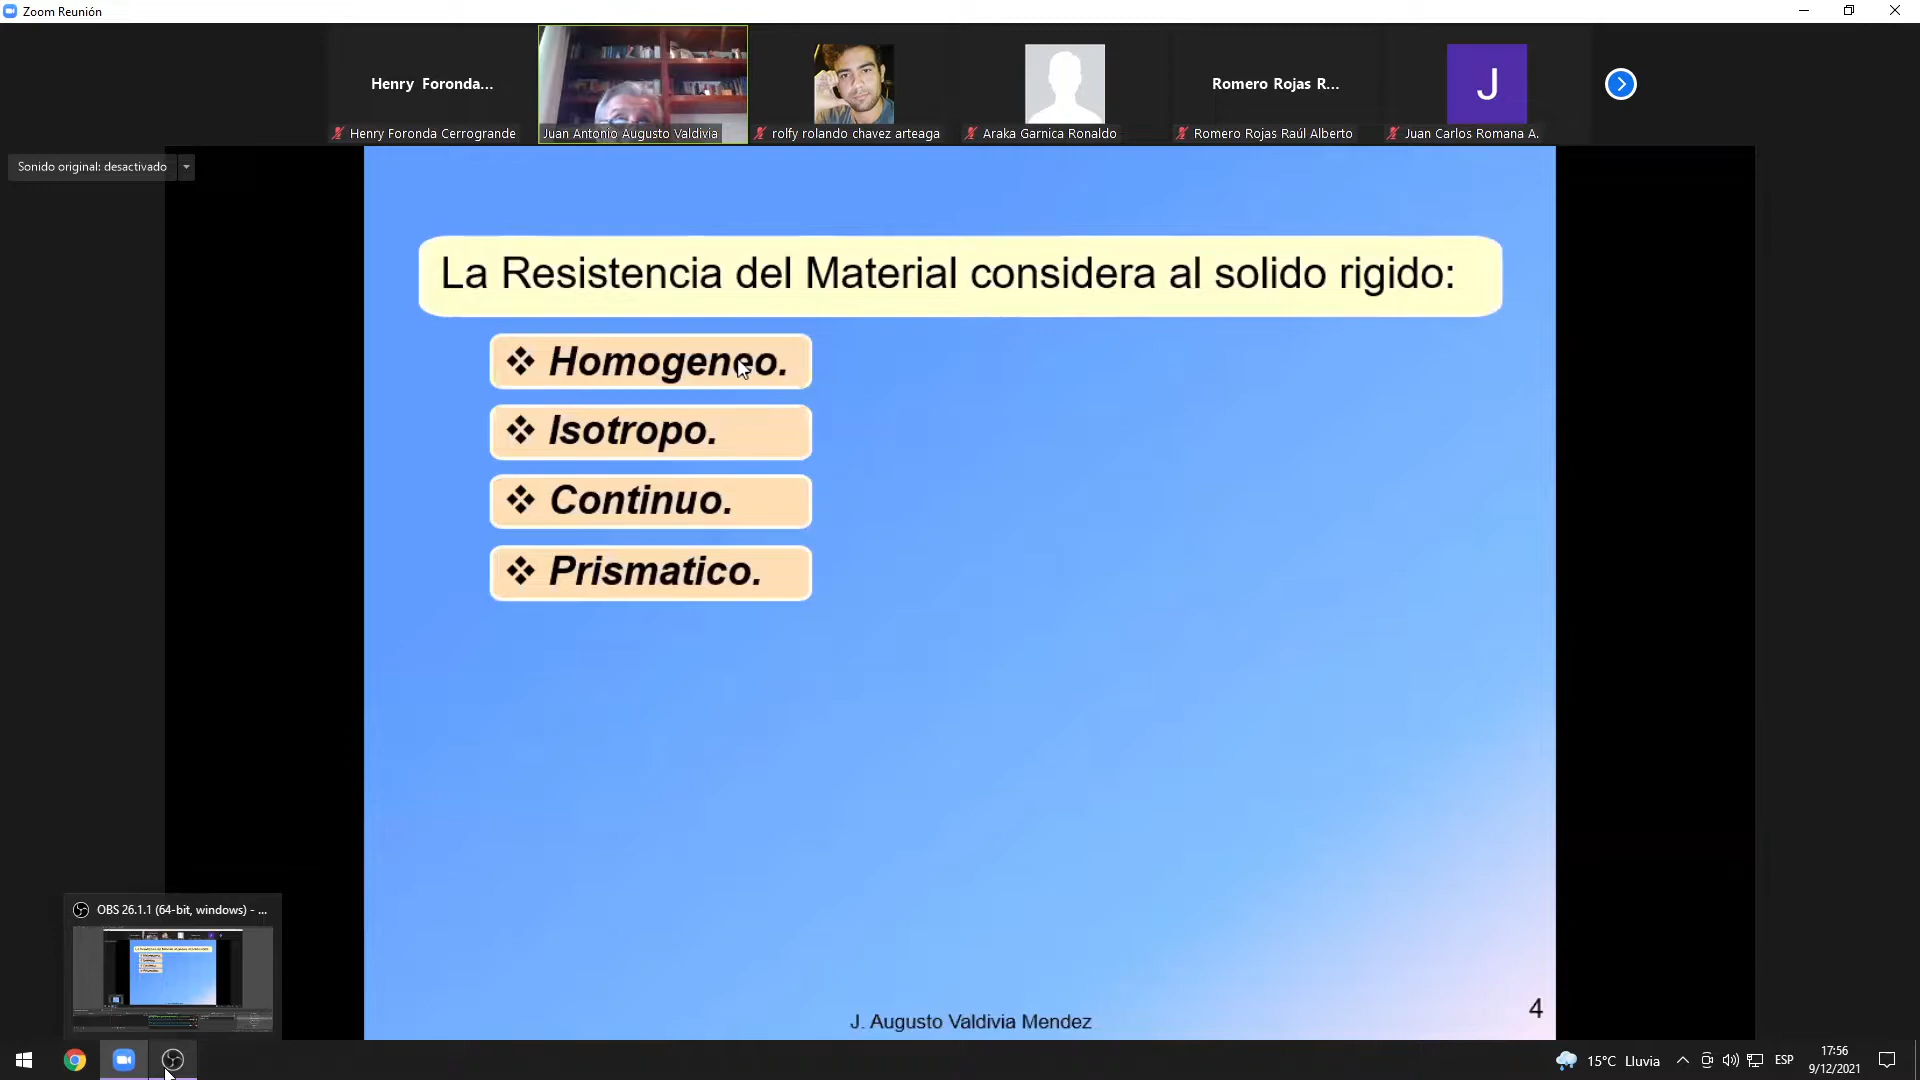 Zoom Reunión
Henry Foronda...
Romero Rojas R...
J
Henry Foronda Cerrogrande
Juan Antonio Augusto Valdivia
rolfy rolando chavez arteaga
Araka Garnica Ronaldo
Romero Rojas Raúl Alberto
Juan Carlos Romana A.
Sonido original: desactivado
La Resistencia del Material considera al solido rigido:
❖ Homogeneo.
❖ Isotropo.
❖ Continuo.
❖ Prismatico.
OBS 26.1.1 (64-bit, windows) - ...
J. Augusto Valdivia Mendez
4
15°C Lluvia
ESP
17:56
9/12/2021